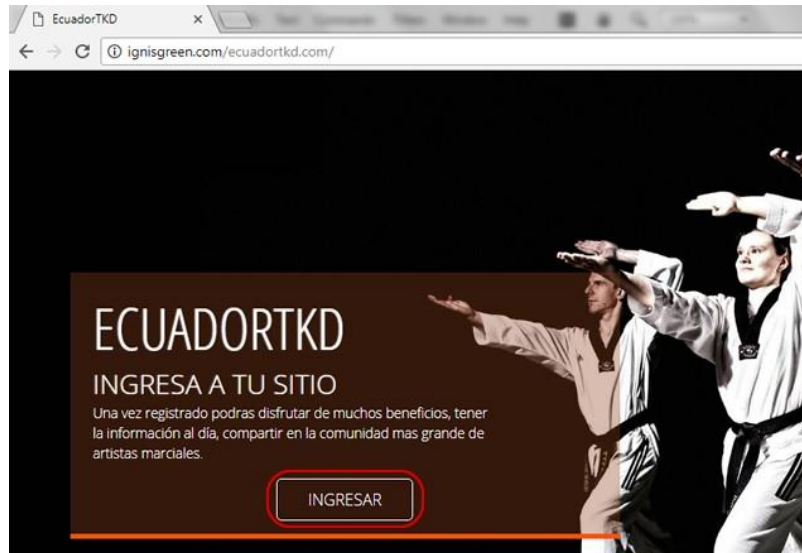 EcuadorTKD
ignisgreen.com/ecuadortkd.com/
ECUADORTKD
INGRESA A TU SITIO
Una vez registrado podras disfrutar de muchos beneficios, tener
la información al día, compartir en la comunidad mas grande de
artistas marciales.
INGRESAR